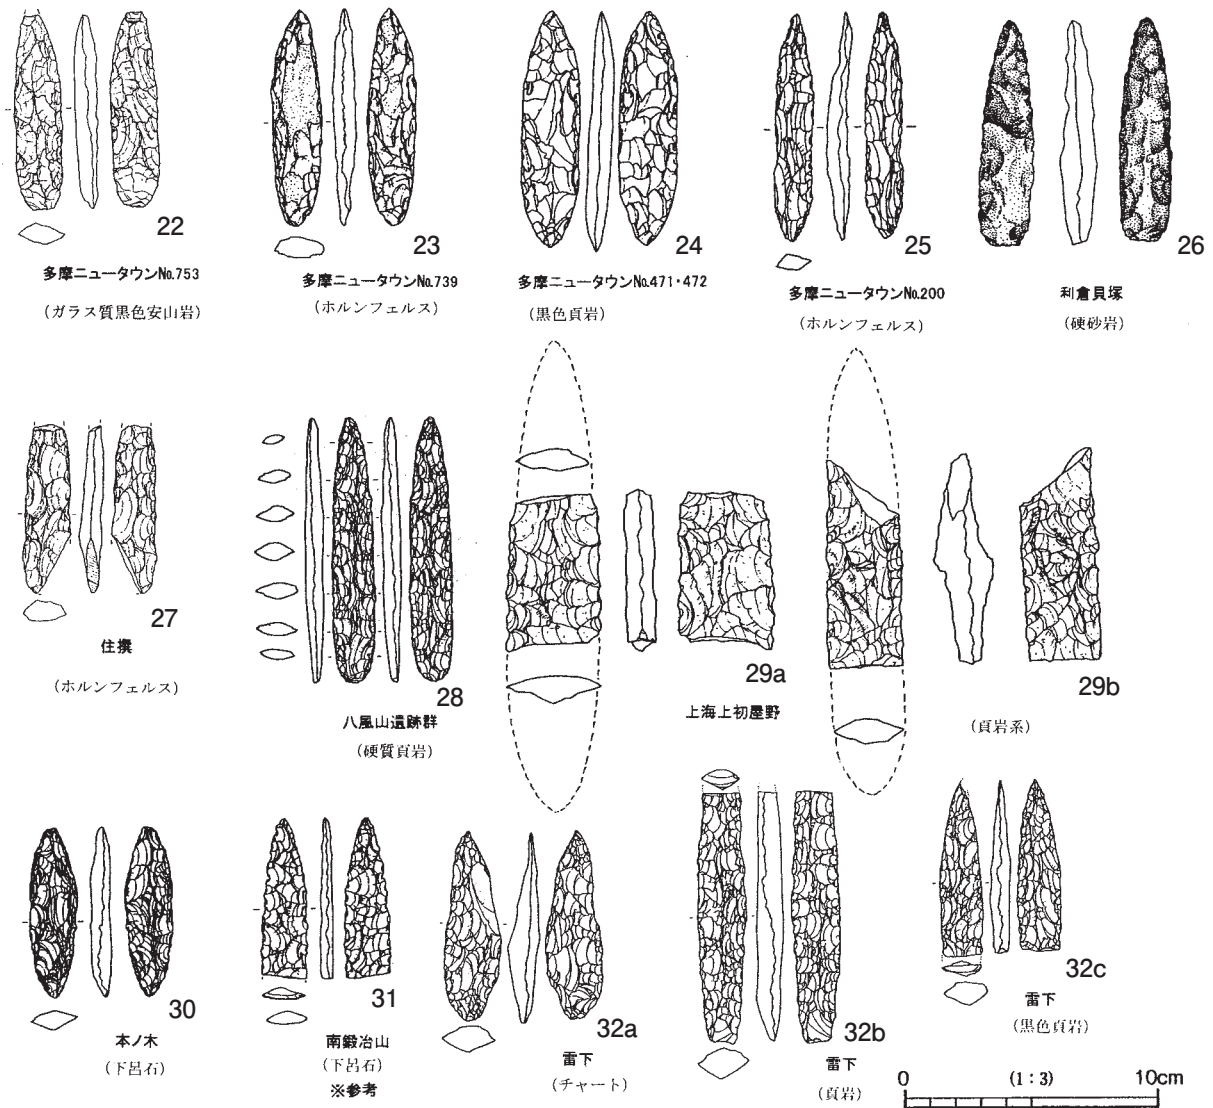 22
多摩ニュータウンNo.753
(ガラス質黒色安山岩)
23
多摩ニュータウンNo.739
(ホルンフェルス)
24
多摩ニュータウンNo.471・472
(黒色頁岩)
25
多摩ニュータウンNo.200
(ホルンフェルス)
26
利倉貝塚
(硬砂岩)
27
住撰
(ホルンフェルス)
28
八風山遺跡群
(硬質頁岩)
29a
上海上初屋野
29b
(頁岩系)
30
本ノ木
(下呂石)
31
南鍛冶山
(下呂石)
※参考
32a
雷下
(チャート)
32b
雷下
(頁岩)
32c
雷下
(黒色頁岩)
0 (1:3) 10cm